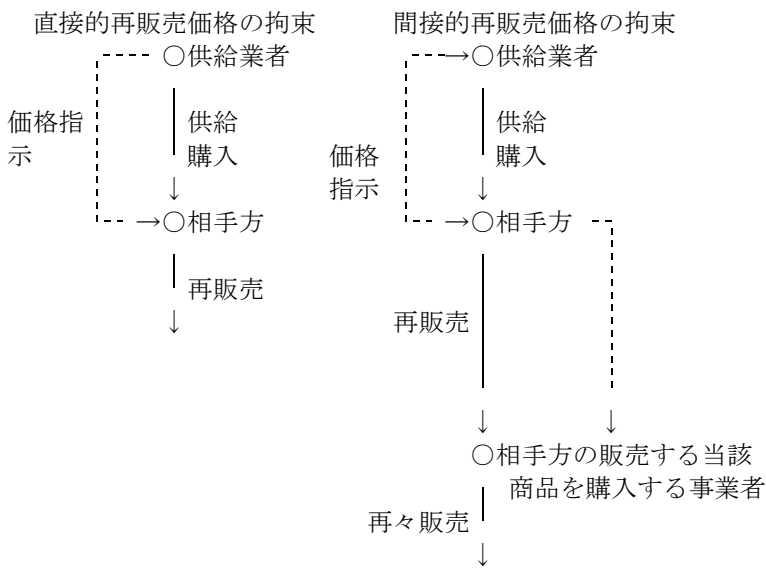 直接的再販売価格の拘束
○供給業者
価格指
示
供給
購入
↓
→○相手方
再販売
↓
間接的再販売価格の拘束
→○供給業者
価格
指示
供給
購入
↓
→○相手方
再販売
↓ ↓
○相手方の販売する当該
商品を購入する事業者
再々販売
↓